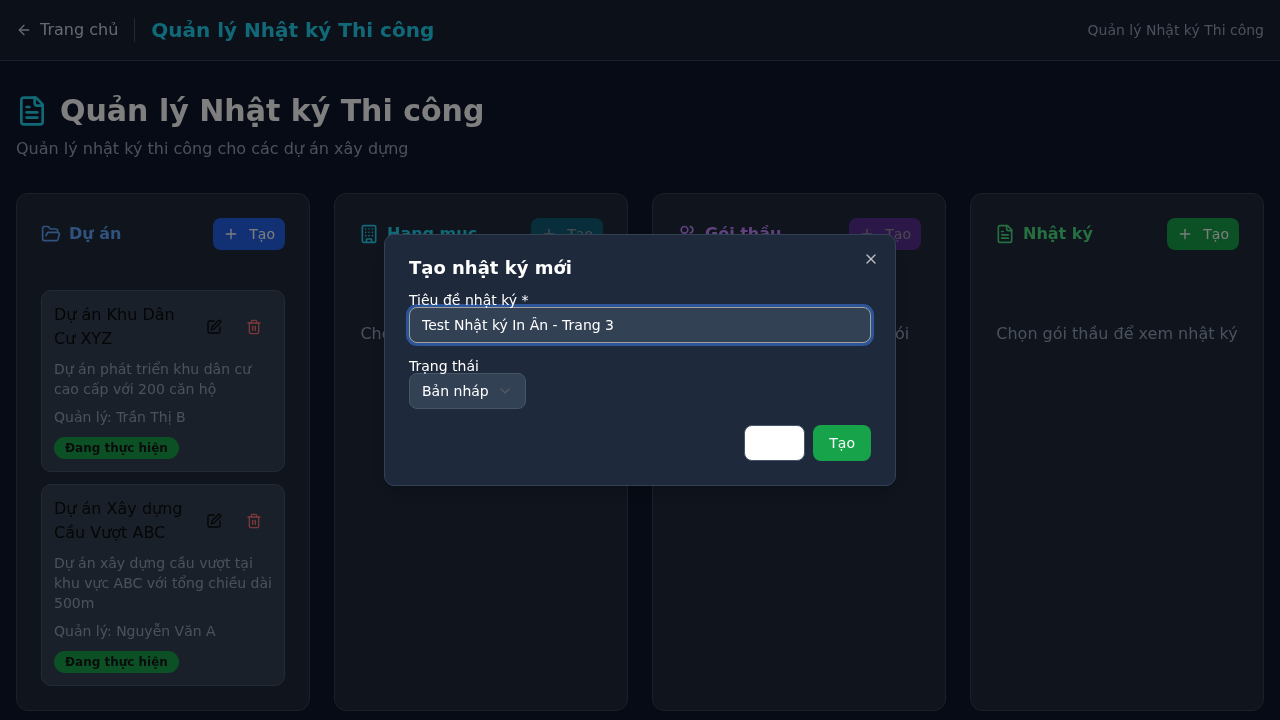 Trang chủ
Quản lý Nhật ký Thi công
Quản lý Nhật ký Thi công
Quản lý Nhật ký Thi công
Quản lý nhật ký thi công cho các dự án xây dựng
Dự án
Tạo
Hạng mục
Tạo
Gói thầu
Tạo
Nhật ký
Tạo
Dự án Khu Dân
Cư XYZ
Dự án phát triển khu dân cư
cao cấp với 200 căn hộ
Quản lý: Trần Thị B
Đang thực hiện
Dự án Xây dựng
Cầu Vượt ABC
Dự án xây dựng cầu vượt tại
khu vực ABC với tổng chiều dài
500m
Quản lý: Nguyễn Văn A
Đang thực hiện
Chọn gói thầu để xem nhật ký
Tạo nhật ký mới
Tiêu đề nhật ký *
Test Nhật ký In Ấn - Trang 3
Trạng thái
Bản nháp
Tạo